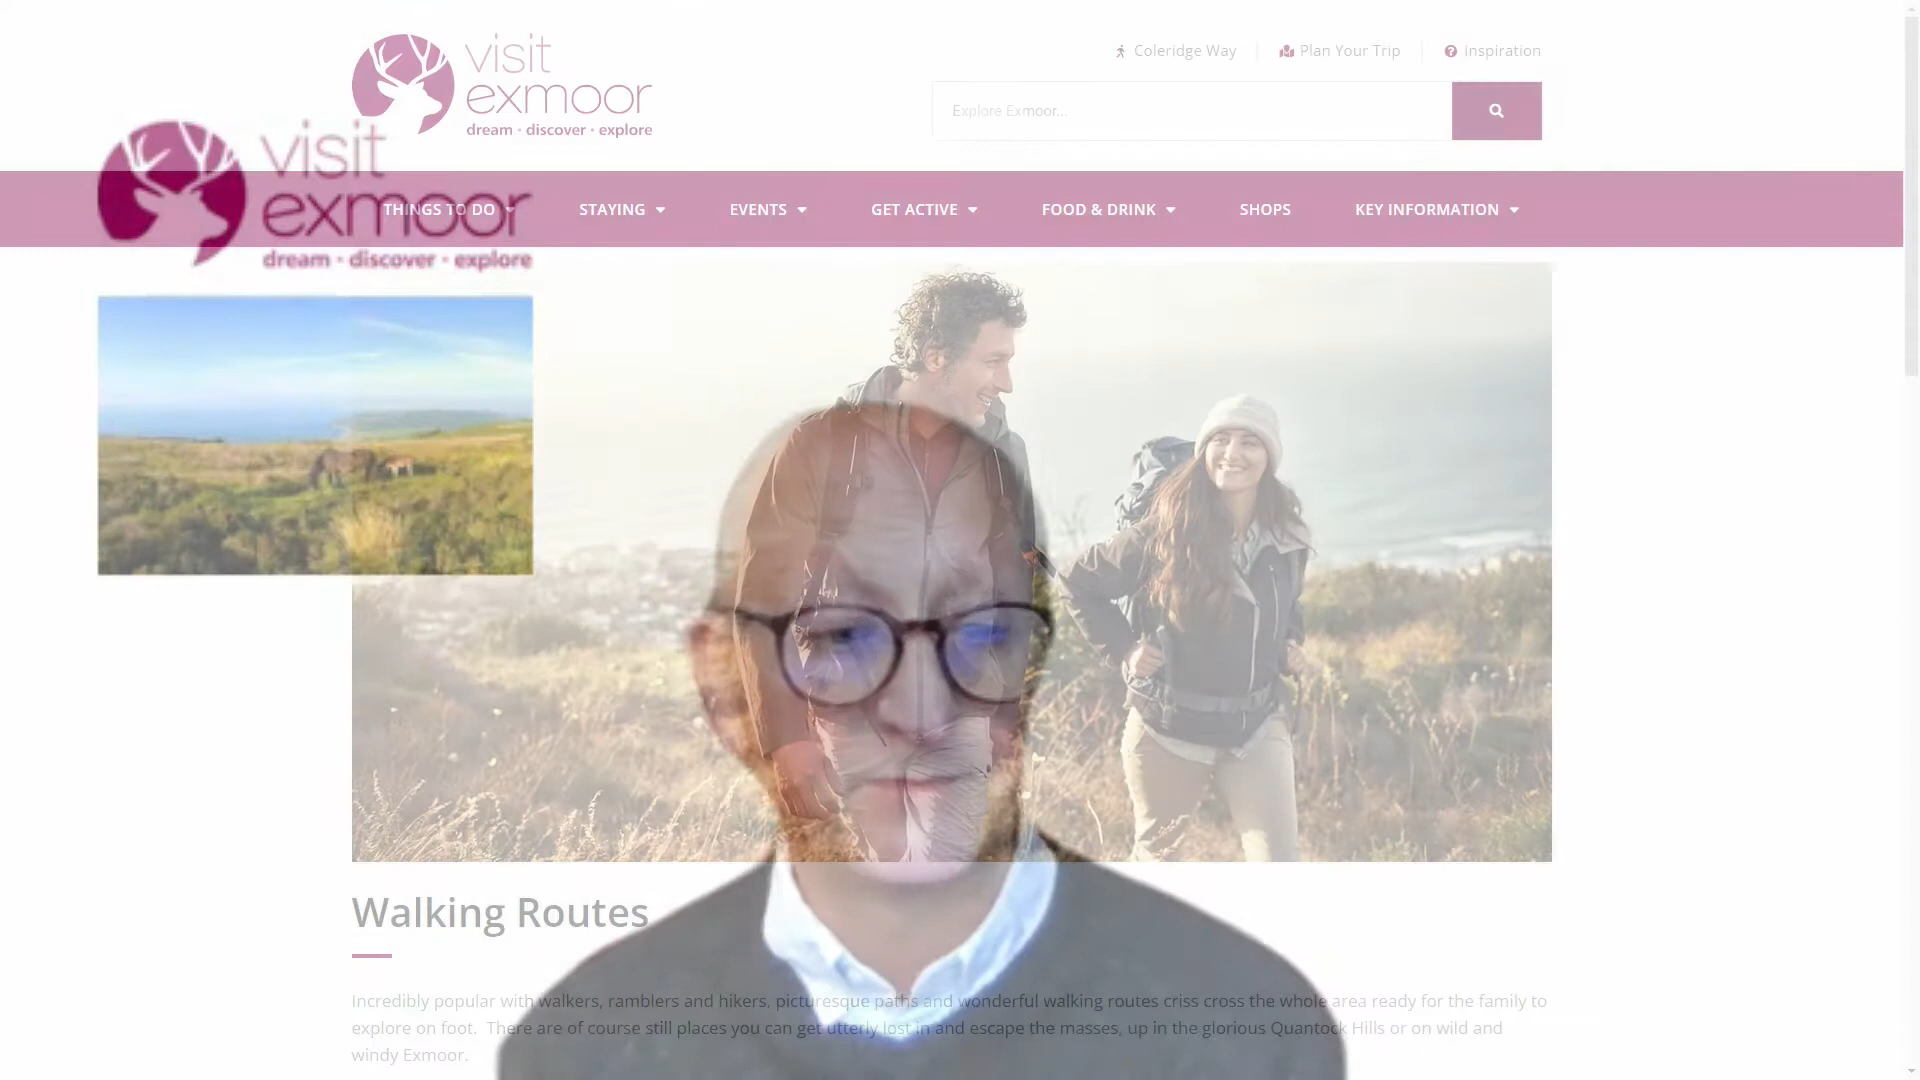 visit
exmoor
dream · discover · explore
Coleridge Way
Plan Your Trip
Inspiration
Explore Exmoor...
visit
exmoor
dream · discover · explore
THINGS TO DO
STAYING
EVENTS
GET ACTIVE
FOOD & DRINK
SHOPS
KEY INFORMATION
Walking Routes
Incredibly popular with walkers, ramblers and hikers, picturesque paths and wonderful walking routes criss cross the whole area ready for the family to
explore on foot.  There are of course still places you can get utterly lost in and escape the masses, up in the glorious Quantock Hills or on wild and
windy Exmoor.